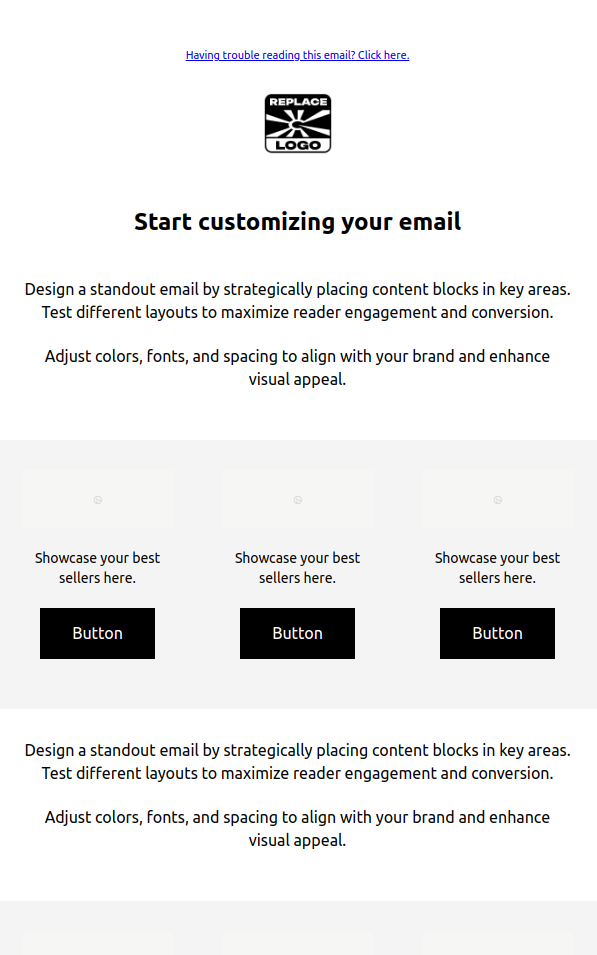 Having trouble reading this email? Click here.
REPLACE
LOGO
Start customizing your email
Design a standout email by strategically placing content blocks in key areas.
Test different layouts to maximize reader engagement and conversion.
Adjust colors, fonts, and spacing to align with your brand and enhance
visual appeal.
Showcase your best
sellers here.
Button
Showcase your best
sellers here.
Button
Showcase your best
sellers here.
Button
Design a standout email by strategically placing content blocks in key areas.
Test different layouts to maximize reader engagement and conversion.
Adjust colors, fonts, and spacing to align with your brand and enhance
visual appeal.